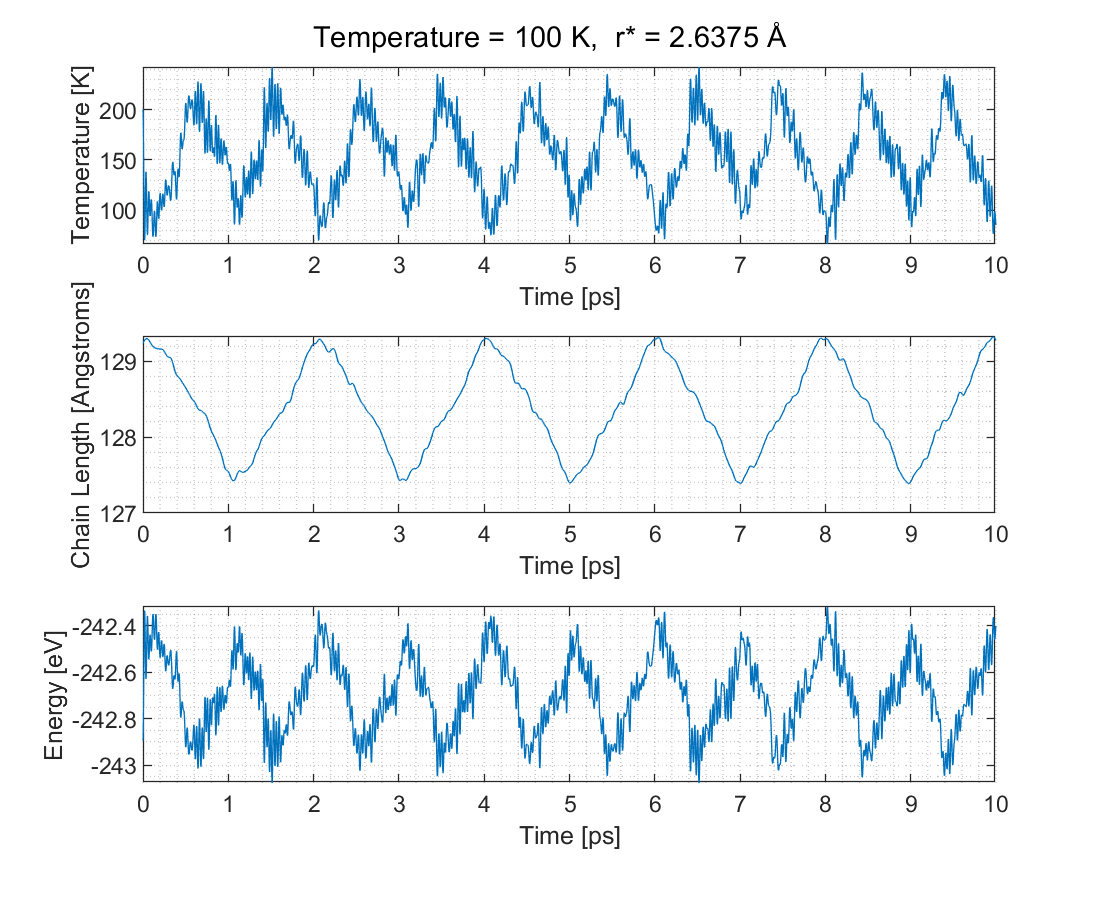 Temperature = 100 K,  r* = 2.6375 Å
Temperature [K]
200
150
100
0 1 2 3 4 5 6 7 8 9 10
Time [ps]
Chain Length [Angstroms]
129
128
127
0 1 2 3 4 5 6 7 8 9 10
Time [ps]
Energy [eV]
-242.4
-242.6
-242.8
-243
0 1 2 3 4 5 6 7 8 9 10
Time [ps]